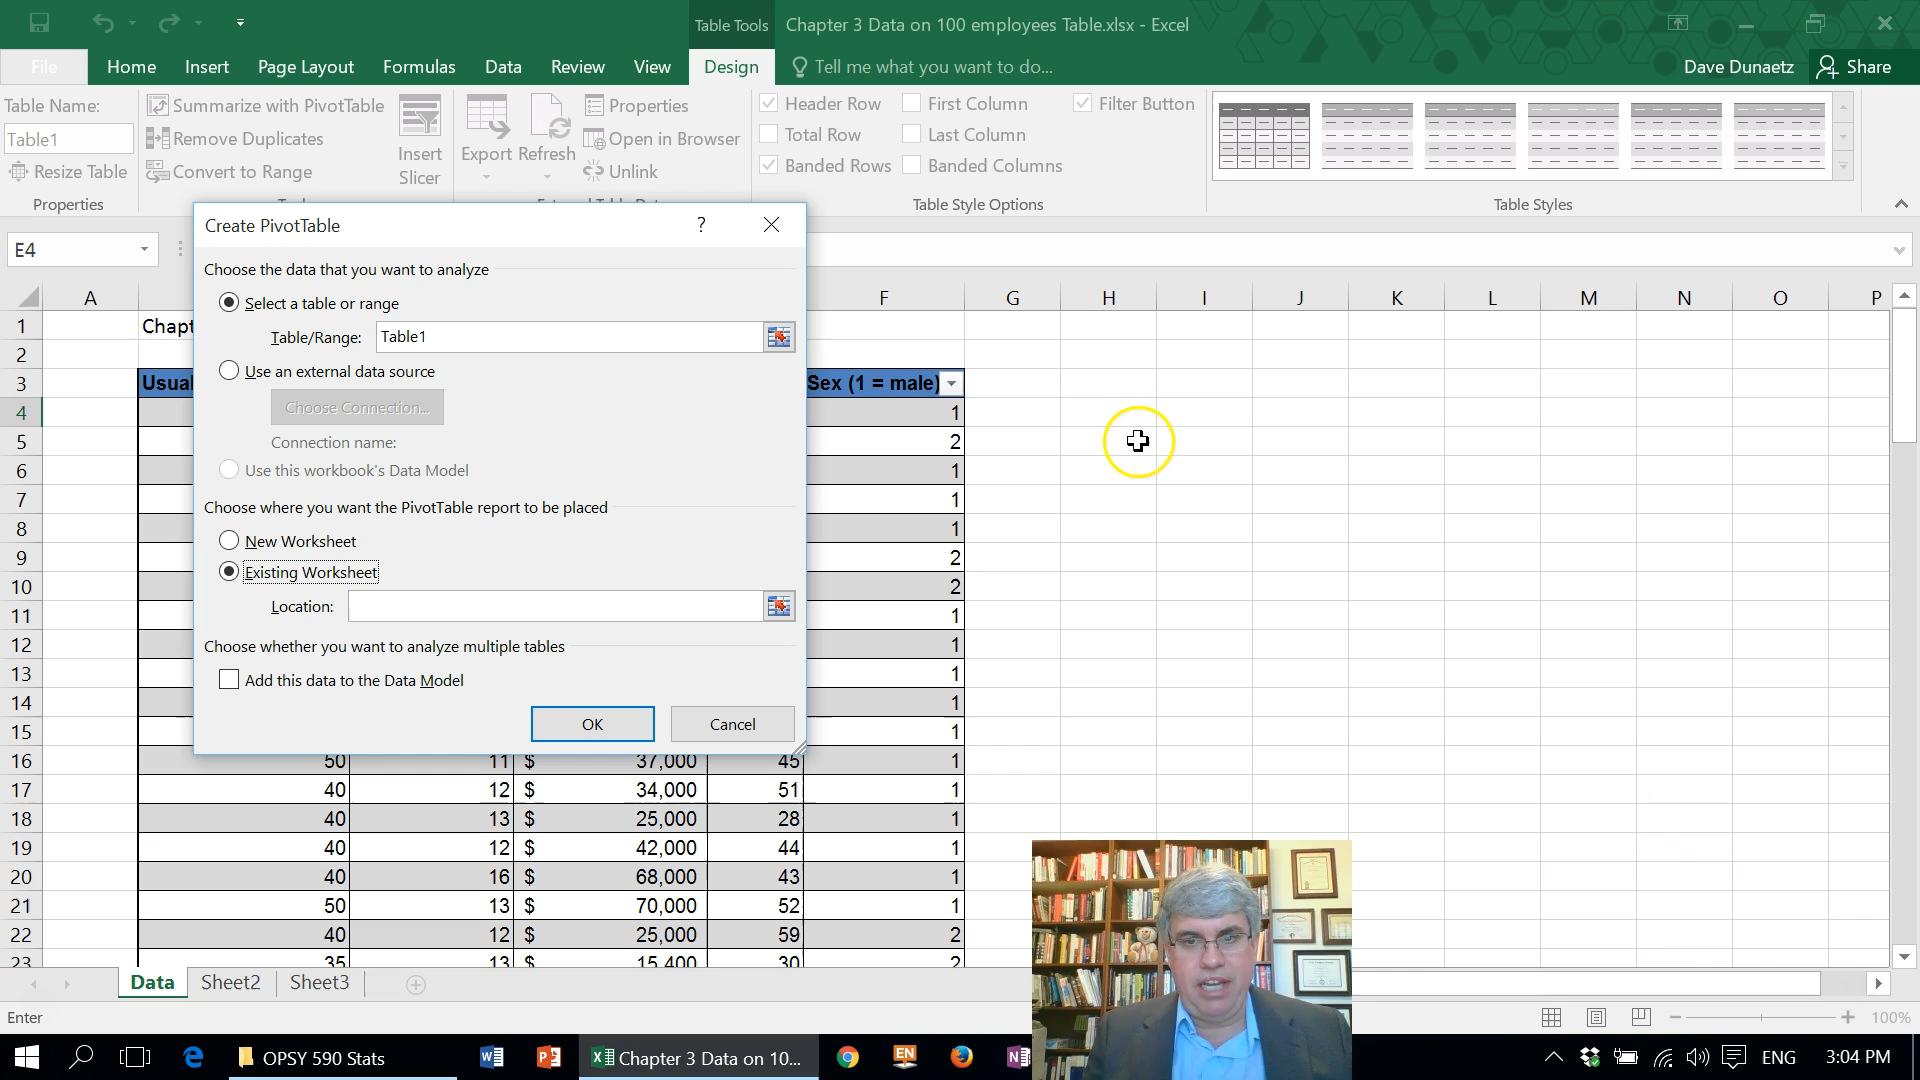 Table Tools
Chapter 3 Data on 100 employees Table.xlsx - Excel
File
Home
Insert
Page Layout
Formulas
Data
Review
View
Design
Tell me what you want to do...
Dave Dunaetz
Share
Table Name:
Table1
Resize Table
Properties
Summarize with PivotTable
Remove Duplicates
Convert to Range
Insert
Slicer
Export
Refresh
Properties
Open in Browser
Unlink
Header Row
Total Row
Banded Rows
First Column
Last Column
Banded Columns
Filter Button
Table Style Options
Table Styles
E4
Create PivotTable
?
Choose the data that you want to analyze
Select a table or range
Table/Range: Table1
Use an external data source
Choose Connection...
Connection name:
Use this workbook's Data Model
Choose where you want the PivotTable report to be placed
New Worksheet
Existing Worksheet
Location:
Choose whether you want to analyze multiple tables
Add this data to the Data Model
OK
Cancel
A F G H I J K L M N O P
1
2
3 Sex (1 = male)
4 1
5 2
6 1
7 1
8 1
9 2
10 2
11 1
12 1
13 1
14 1
15 1
16 50 11 $ 37,000 45 1
17 40 12 $ 34,000 51 1
18 40 13 $ 25,000 28 1
19 40 12 $ 42,000 44 1
20 40 16 $ 68,000 43 1
21 50 13 $ 70,000 52 1
22 40 12 $ 25,000 59 2
23 35 13 $ 15,400 30 2
Data
Sheet2
Sheet3
Enter
100%
OPSY 590 Stats
Chapter 3 Data on 10...
EN
ENG
3:04 PM